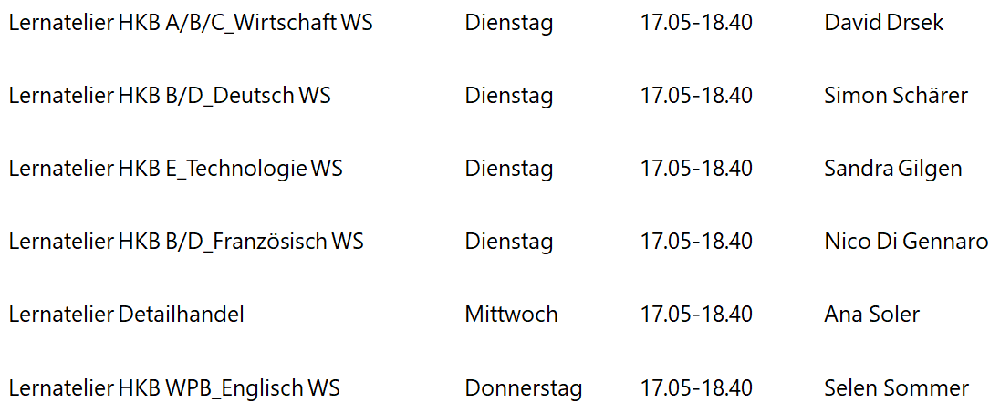 Lernatelier HKB A/B/C_Wirtschaft WS Dienstag 17.05-18.40 David Drsek
Lernatelier HKB B/D_Deutsch WS Dienstag 17.05-18.40 Simon Schärer
Lernatelier HKB E_Technologie WS Dienstag 17.05-18.40 Sandra Gilgen
Lernatelier HKB B/D_Französisch WS Dienstag 17.05-18.40 Nico Di Gennaro
Lernatelier Detailhandel Mittwoch 17.05-18.40 Ana Soler
Lernatelier HKB WPB_Englisch WS Donnerstag 17.05-18.40 Selen Sommer